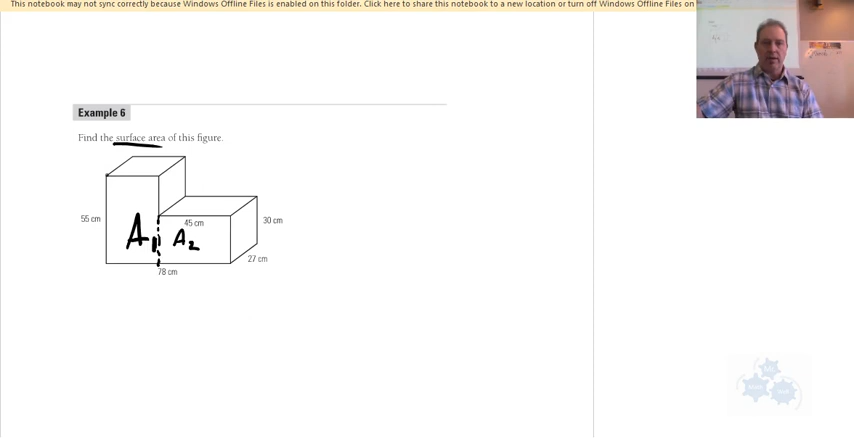 This notebook may not sync correctly because Windows Offline Files is enabled on this folder. Click here to share this notebook to a new location or turn off Windows Offline Files on
Example 6
Find the surface area of this figure.
55 cm
45 cm
30 cm
A1
A2
27 cm
78 cm